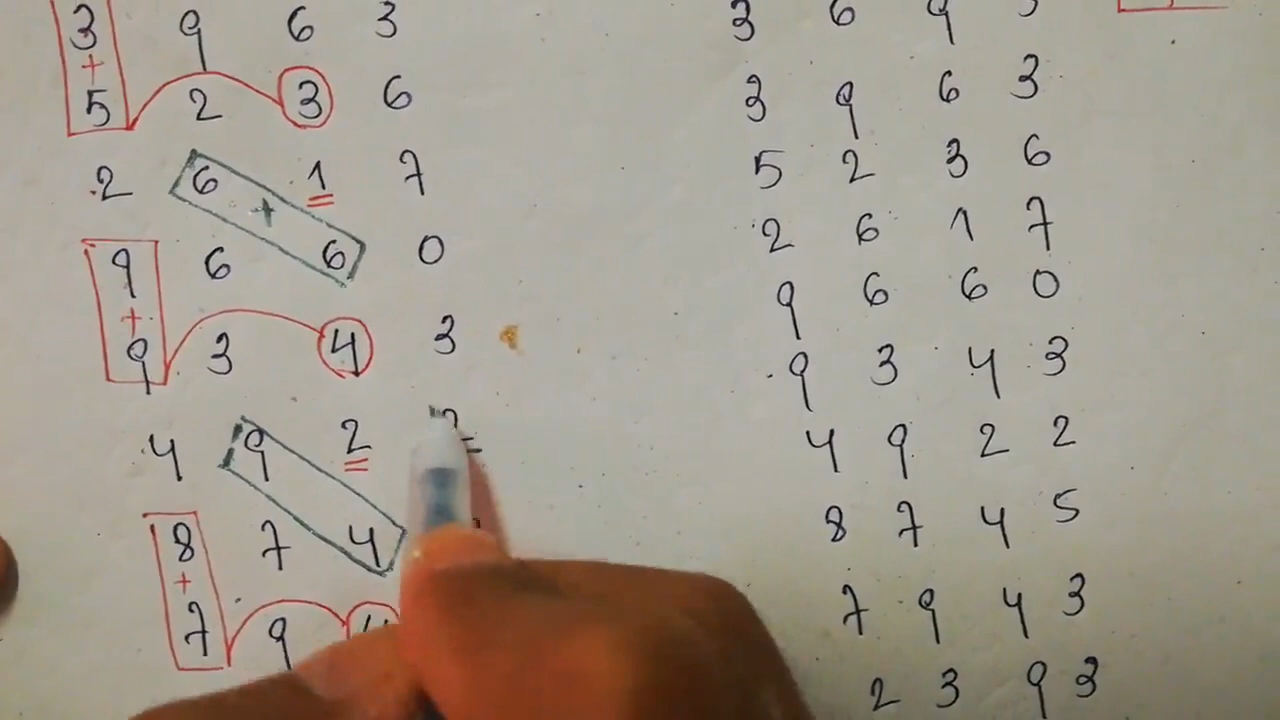 3 9 6 3
+
5 2 3 6
2 6 1 7
+
9 6 6 0
+
9 3 4 3
4 9 2
8 7 4
+
7 9
3 6 9
3 9 6 3
5 2 3 6
2 6 1 7
9 6 6 0
9 3 4 3
4 9 2 2
8 7 4 5
7 9 4 3
2 3 9 3